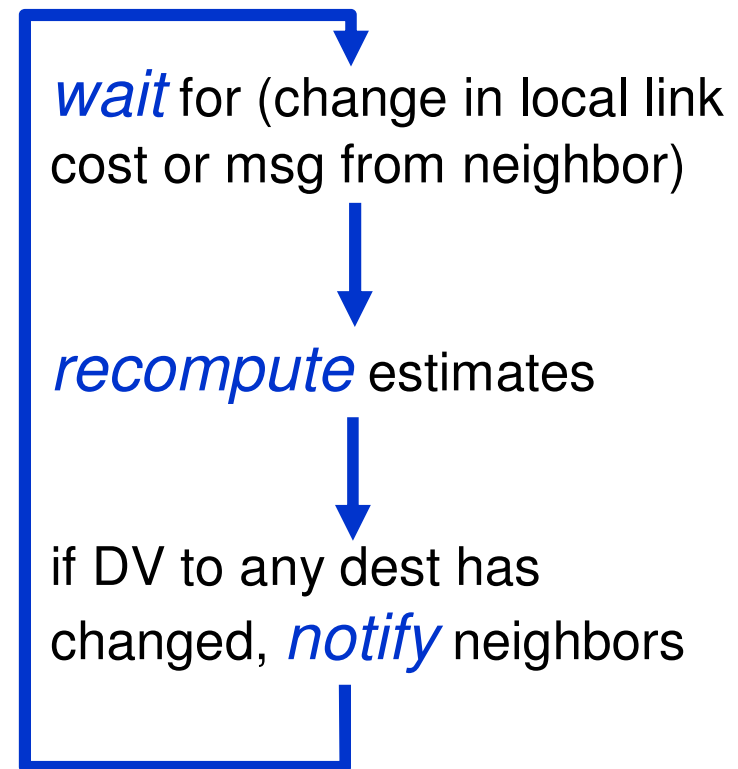 wait for (change in local link
cost or msg from neighbor)
recompute estimates
if DV to any dest has
changed, notify neighbors